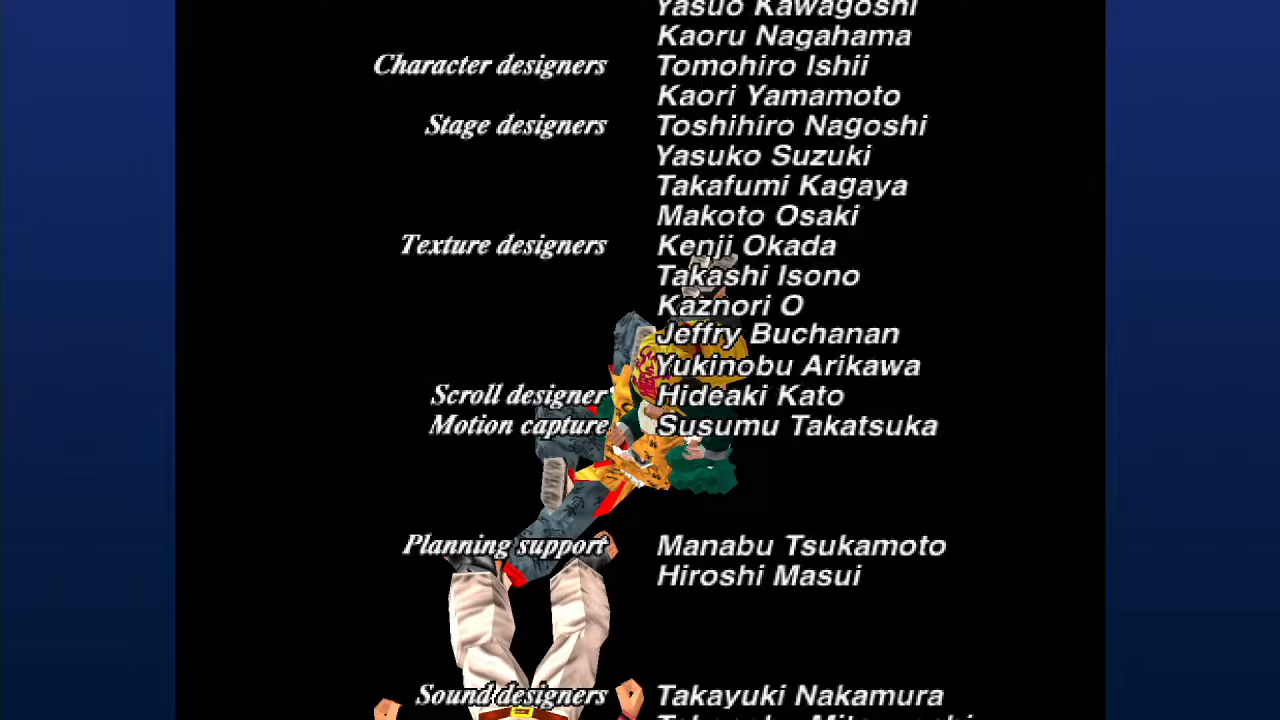 Yasuo Kawagoshi
Kaoru Nagahama
Character designers Tomohiro Ishii
Kaori Yamamoto
Stage designers Toshihiro Nagoshi
Yasuko Suzuki
Takafumi Kagaya
Makoto Osaki
Texture designers Kenji Okada
Takashi Isono
Kaznori O
Jeffry Buchanan
Yukinobu Arikawa
Scroll designer Hideaki Kato
Motion capture Susumu Takatsuka
Planning support Manabu Tsukamoto
Hiroshi Masui
Sound designers Takayuki Nakamura